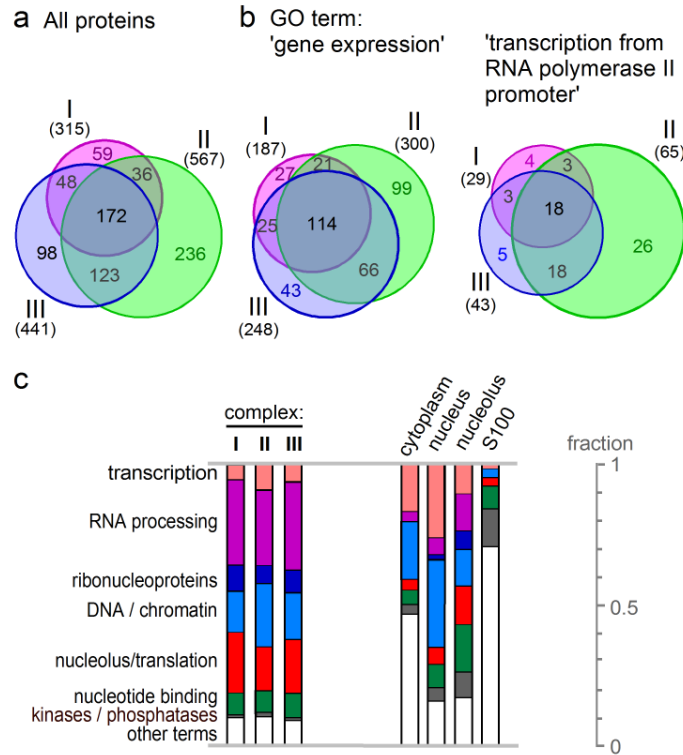 a All proteins
I
(315)
II
(567)
59
48
36
172
98
123
236
III
(441)
b GO term:
'gene expression'
I
(187)
II
(300)
27
21
99
25
114
66
43
III
(248)
'transcription from
RNA polymerase II
promoter'
I
(29)
II
(65)
4
3
3
18
5
18
26
III
(43)
c
complex:
I II III
cytoplasm
nucleus
nucleolus
S100
fraction
transcription
RNA processing
ribonucleoproteins
DNA / chromatin
nucleolus/translation
nucleotide binding
kinases / phosphatases
other terms
1
0.5
0